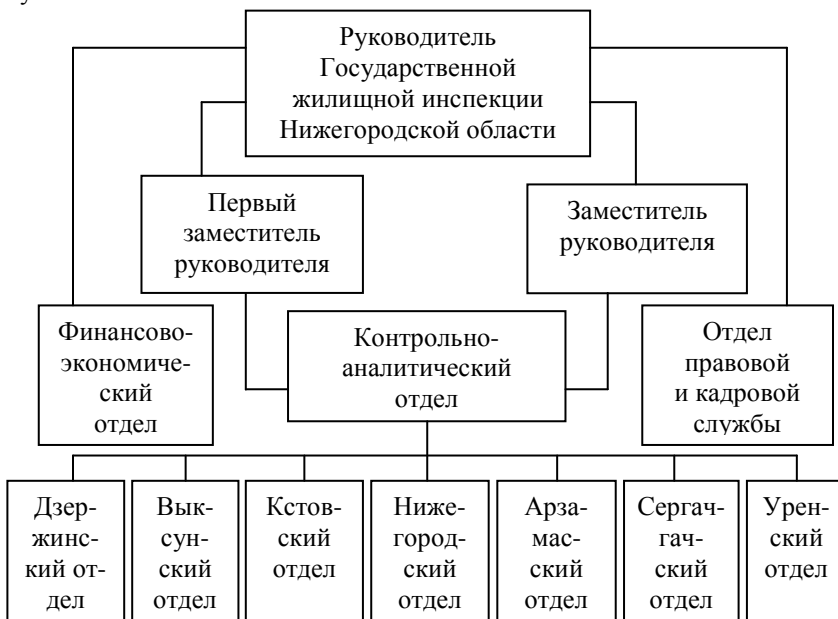 Руководитель
Государственной
жилищной инспекции
Нижегородской области
Первый
заместитель
руководителя
Заместитель
руководителя
Финансово-
экономиче-
ский
отдел
Контрольно-
аналитический
отдел
Отдел
правовой
и кадровой
службы
Дзер-
жинс-
кий от-
дел
Вык-
сун-
ский
отдел
Кстов-
ский
отдел
Ниже-
город-
ский
отдел
Арза-
мас-
ский
отдел
Сергач-
гач-
ский
отдел
Урен-
ский
отдел